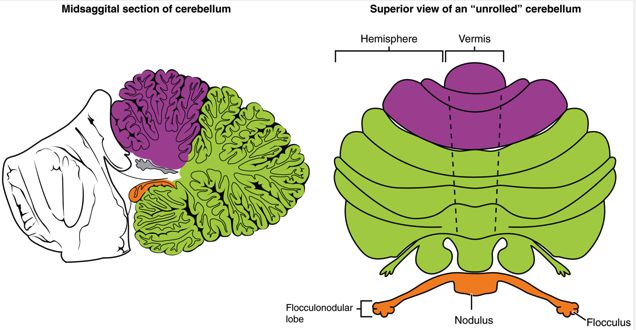 Midsaggital section of cerebellum
Superior view of an “unrolled” cerebellum
Hemisphere
Vermis
Flocculonodular
lobe
Nodulus
Flocculus